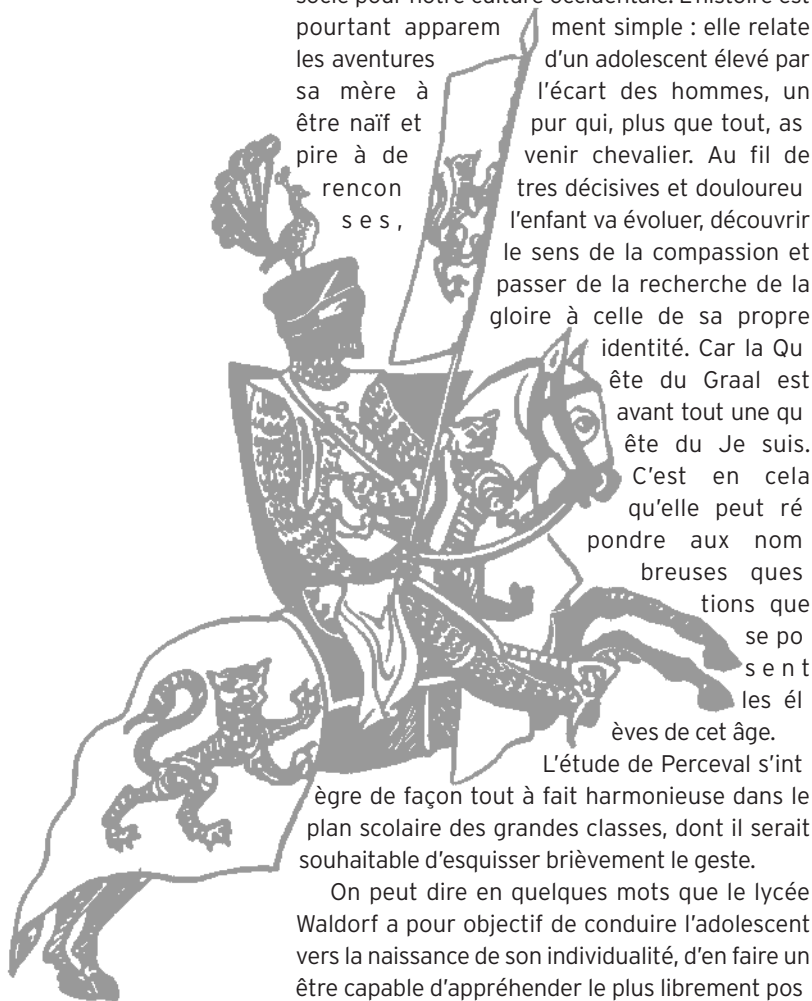 pourtant apparem ment simple : elle relate
les aventures d'un adolescent élevé par
sa mère à l'écart des hommes, un
être naïf et pur qui, plus que tout, as
pire à de venir chevalier. Au fil de
rencon tres décisives et douloureu
ses, l'enfant va évoluer, découvrir
le sens de la compassion et
passer de la recherche de la
gloire à celle de sa propre
identité. Car la Qu
ête du Graal est
avant tout une qu
ête du Je suis.
C'est en cela
qu'elle peut ré
pondre aux nom
breuses ques
tions que
se po
sent
les él
èves de cet âge.
L'étude de Perceval s'int
ègre de façon tout à fait harmonieuse dans le
plan scolaire des grandes classes, dont il serait
souhaitable d'esquisser brièvement le geste.
On peut dire en quelques mots que le lycée
Waldorf a pour objectif de conduire l'adolescent
vers la naissance de son individualité, d'en faire un
être capable d'appréhender le plus librement pos